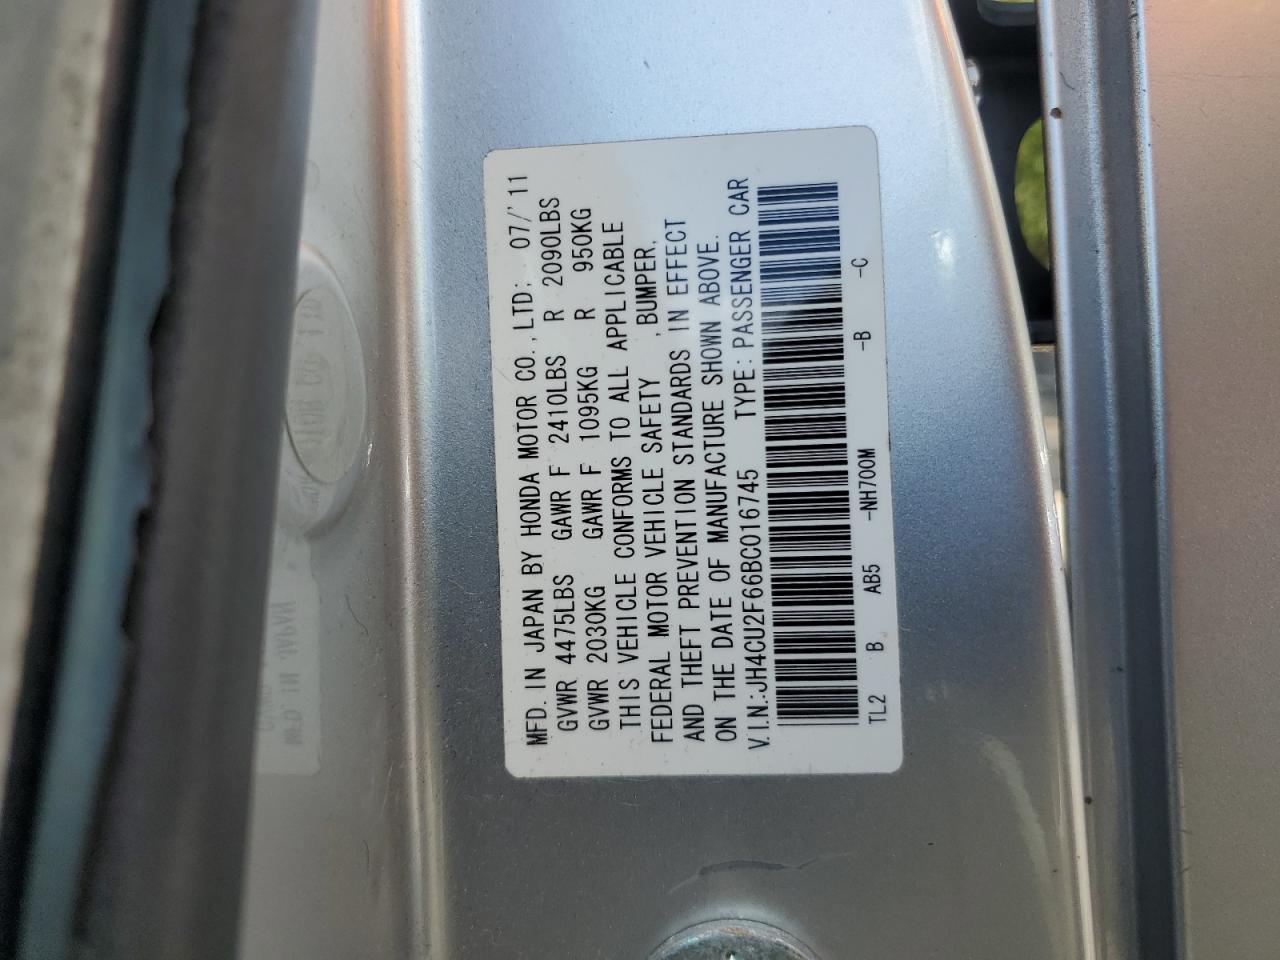 MFD. IN JAPAN BY HONDA MOTOR CO., LTD: 07/'11
GVWR 4475LBS GAWR F 2410LBS R 2090LBS
GVWR 2030KG GAWR F 1095KG R 950KG
THIS VEHICLE CONFORMS TO ALL APPLICABLE
FEDERAL MOTOR VEHICLE SAFETY , BUMPER,
AND THEFT PREVENTION STANDARDS IN EFFECT
ON THE DATE OF MANUFACTURE SHOWN ABOVE.
V.I.N.:JH4CU2F66BC016745 TYPE:PASSENGER CAR
TL2 B AB5 -NH700M -B -C